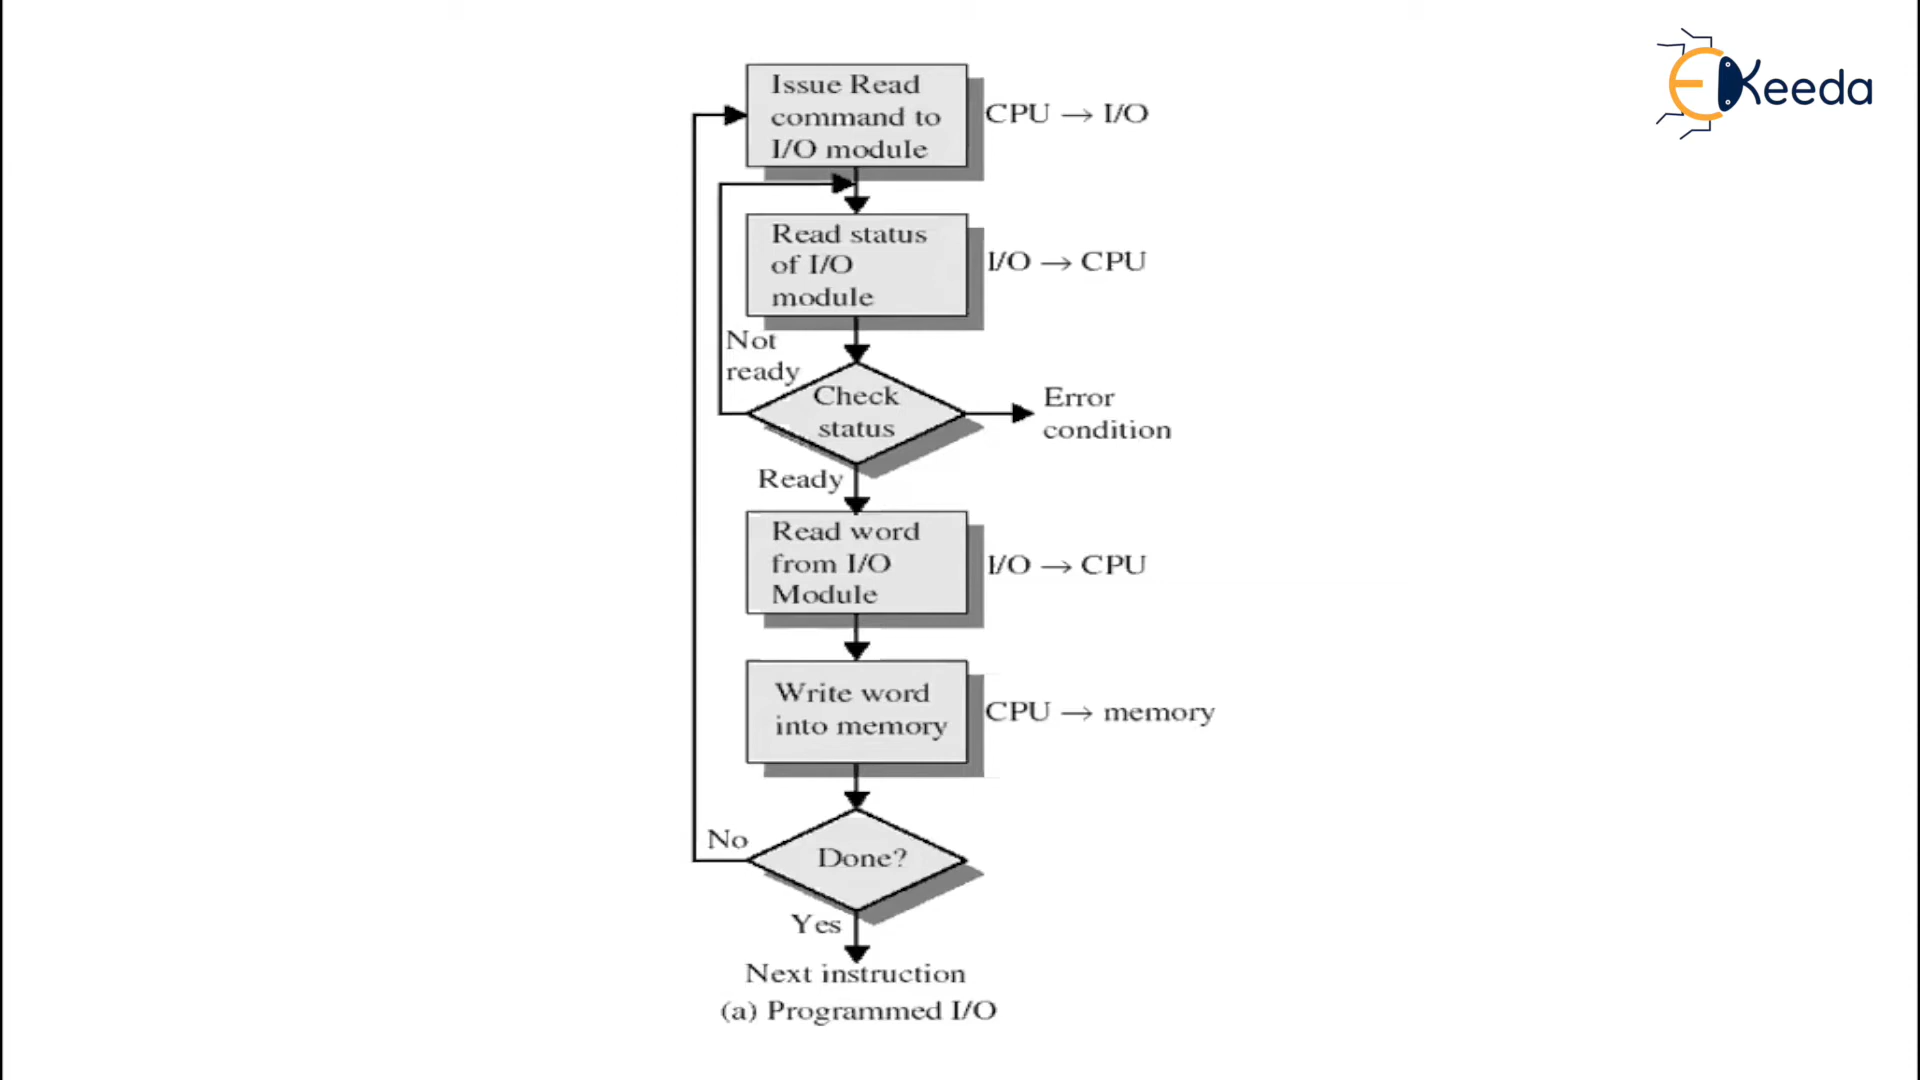 EKeeda
Issue Read
command to
I/O module
CPU → I/O
Read status
of I/O
module
I/O → CPU
Not
ready
Check
status
Error
condition
Ready
Read word
from I/O
Module
I/O → CPU
Write word
into memory
CPU → memory
No
Done?
Yes
Next instruction
(a) Programmed I/O